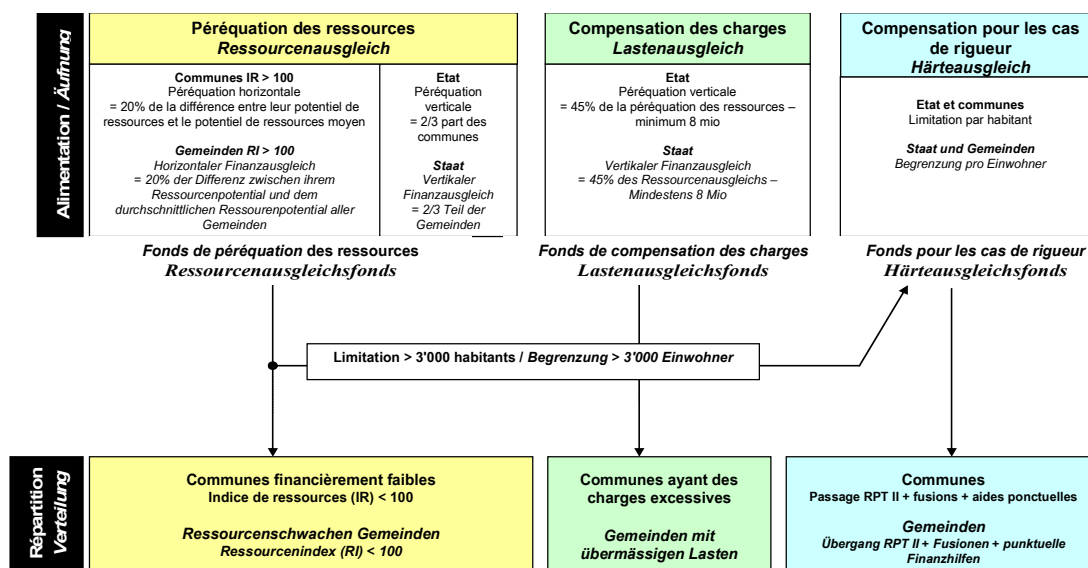 Alimentation / Äufnung
Péréquation des ressources
Ressourcenausgleich
Communes IR > 100
Péréquation horizontale
= 20% de la différence entre leur potentiel de
ressources et le potentiel de ressources moyen
Gemeinden RI > 100
Horizontaler Finanzausgleich
= 20% der Differenz zwischen ihrem
Ressourcenpotential und dem
durchschnittlichen Ressourenpotential aller
Gemeinden
Etat
Péréquation
verticale
= 2/3 part des
communes
Staat
Vertikaler
Finanzausgleich
= 2/3 Teil der
Gemeinden
Compensation des charges
Lastenausgleich
Etat
Péréquation verticale
= 45% de la péréquation des ressources –
minimum 8 mio
Staat
Vertikaler Finanzausgleich
= 45% des Ressourcenausgleichs –
Mindestens 8 Mio
Compensation pour les cas
de rigueur
Härteausgleich
Etat et communes
Limitation par habitant
Staat und Gemeinden
Begrenzung pro Einwohner
Fonds de péréquation des ressources
Ressourcenausgleichsfonds
Fonds de compensation des charges
Lastenausgleichsfonds
Fonds pour les cas de rigueur
Härteausgleichsfonds
Limitation > 3'000 habitants / Begrenzung > 3'000 Einwohner
Répartition
Verteilung
Communes financièrement faibles
Indice de ressources (IR) < 100
Ressourcenschwachen Gemeinden
Ressourcenindex (RI) < 100
Communes ayant des
charges excessives
Gemeinden mit
übermässigen Lasten
Communes
Passage RPT II + fusions + aides ponctuelles
Gemeinden
Übergang RPT II + Fusionen + punktuelle
Finanzhilfen